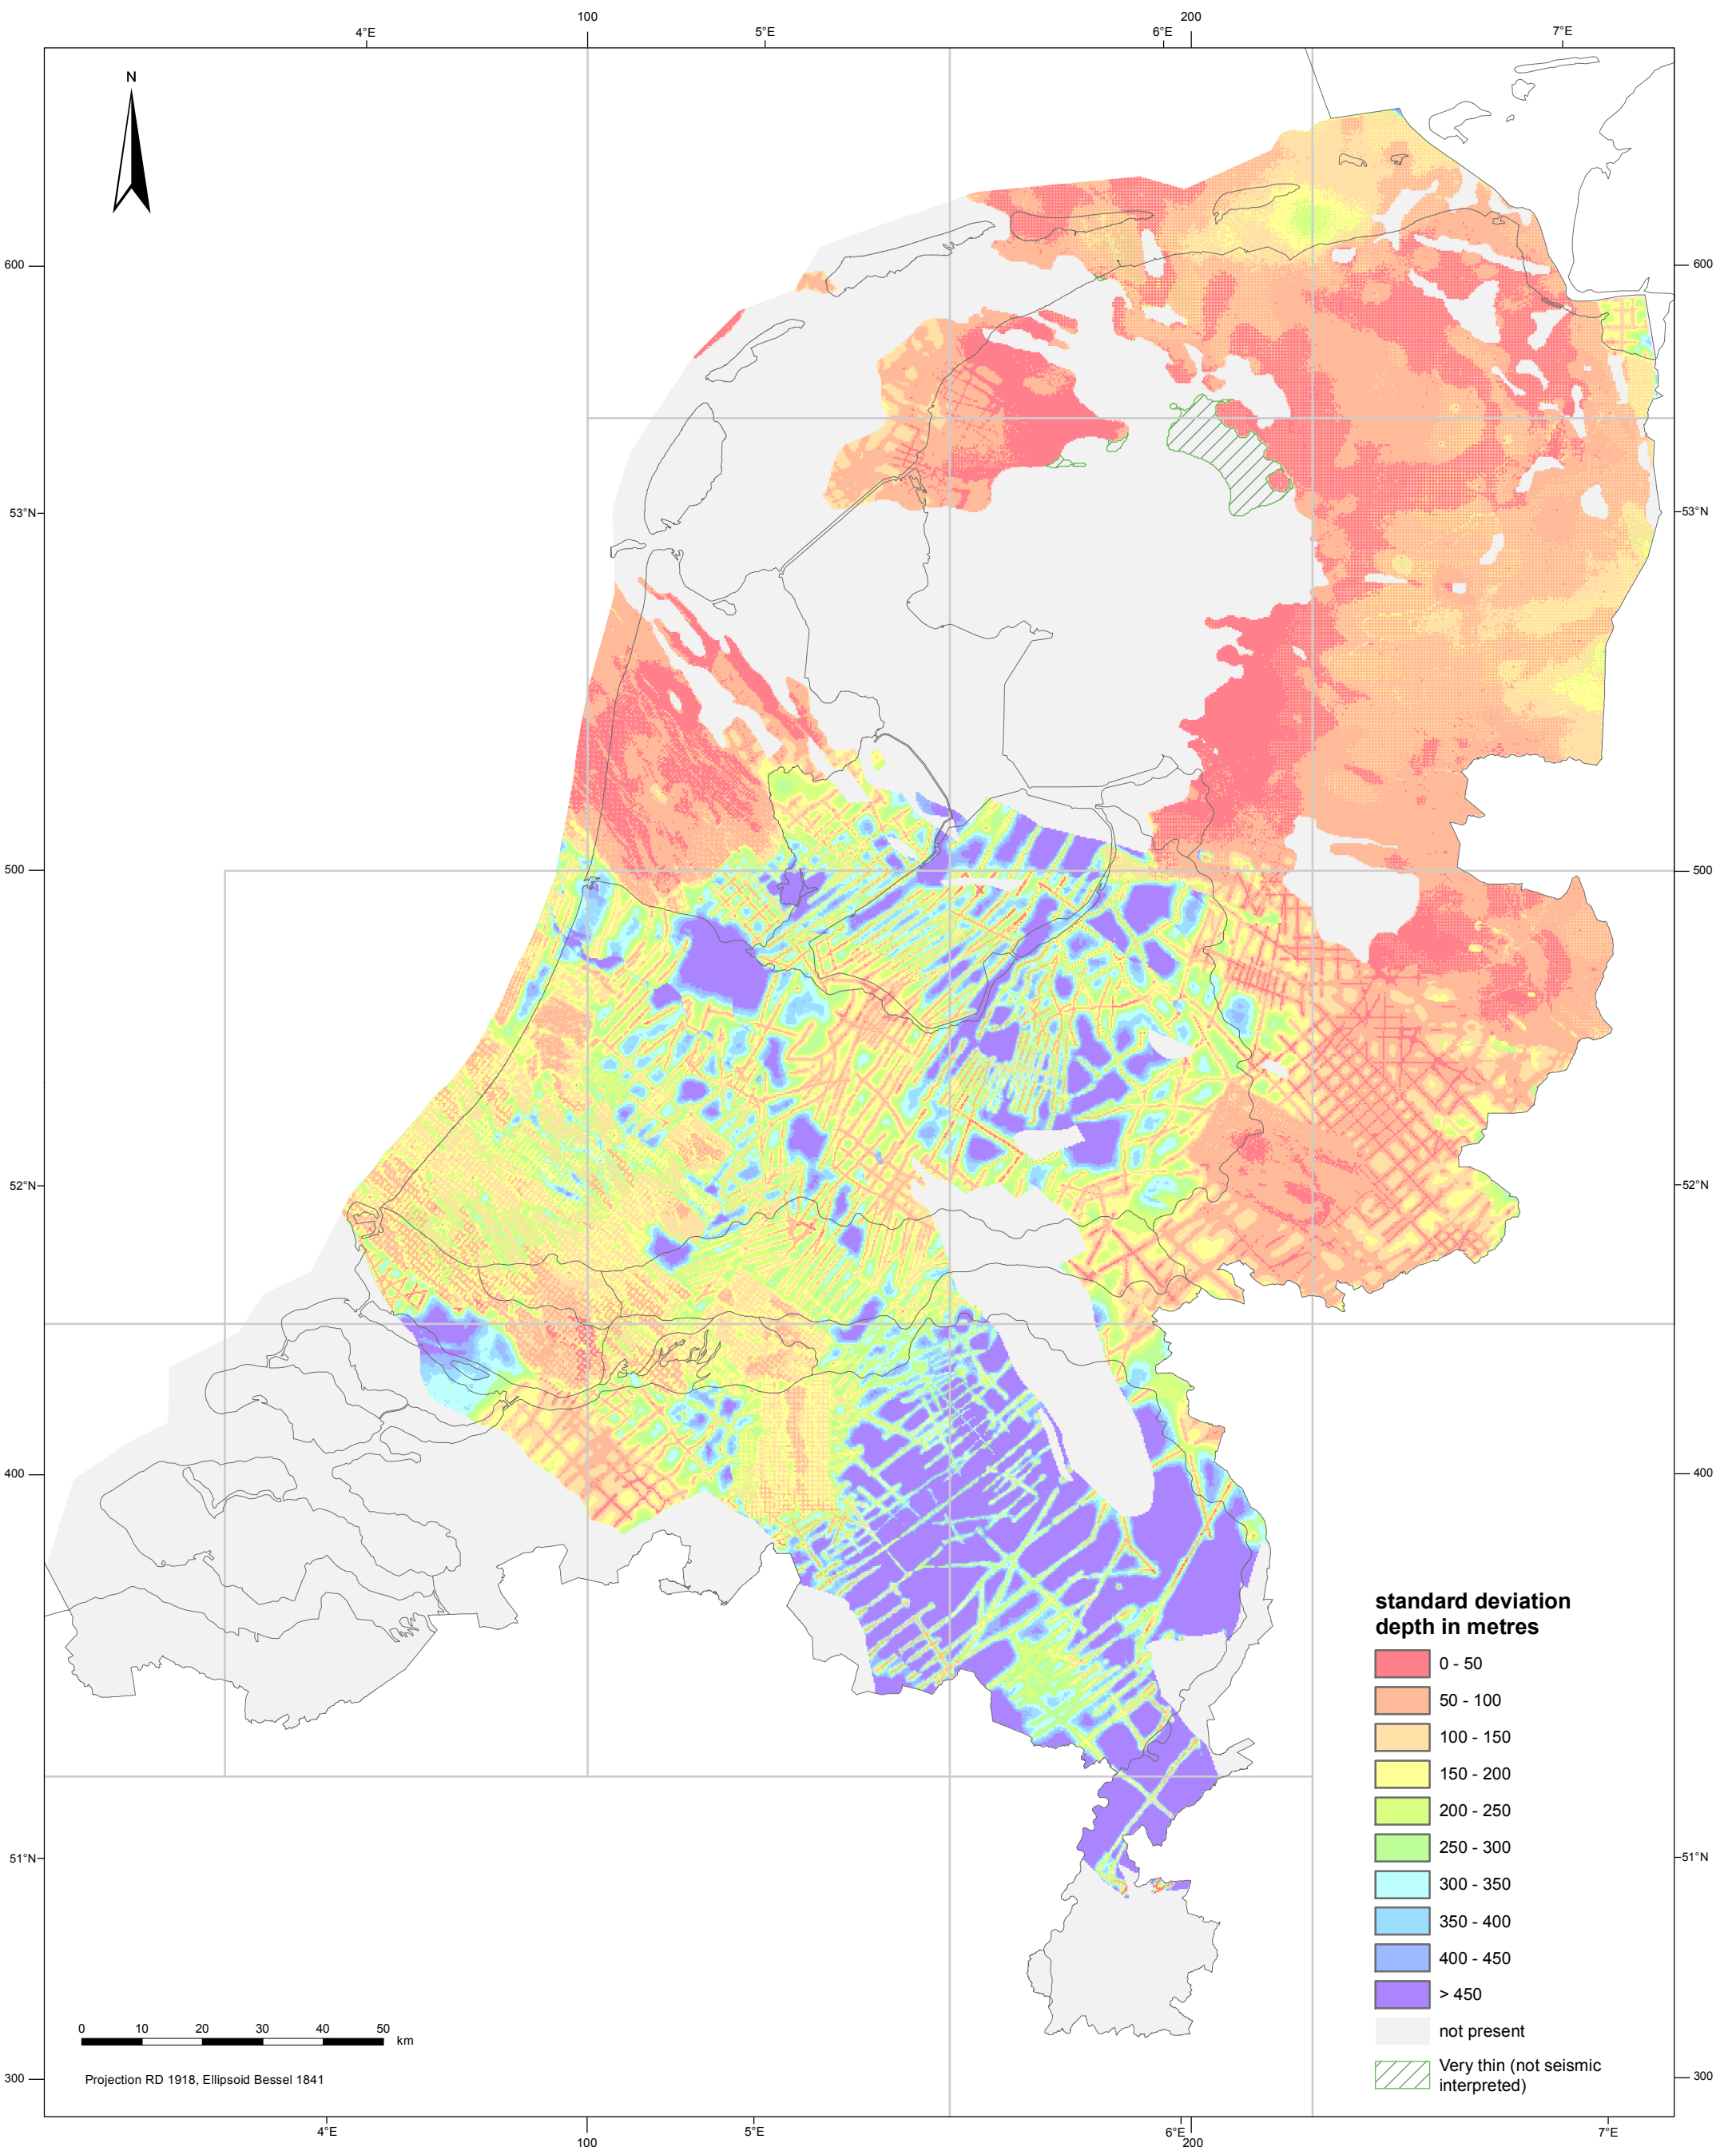 100 200
4°E 5°E 6°E 7°E
N
600 600
53°N 53°N
500 500
52°N 52°N
400 400
standard deviation
depth in metres
0 - 50
50 - 100
100 - 150
150 - 200
200 - 250
250 - 300
300 - 350
350 - 400
400 - 450
> 450
not present
Very thin (not seismic
interpreted)
51°N 51°N
0 10 20 30 40 50
km
Projection RD 1918, Ellipsoid Bessel 1841
300 300
4°E 5°E 6°E 7°E
100 200